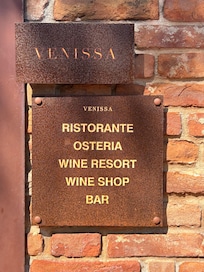 VENISSA
VENISSA
RISTORANTE
OSTERIA
WINE RESORT
WINE SHOP
BAR